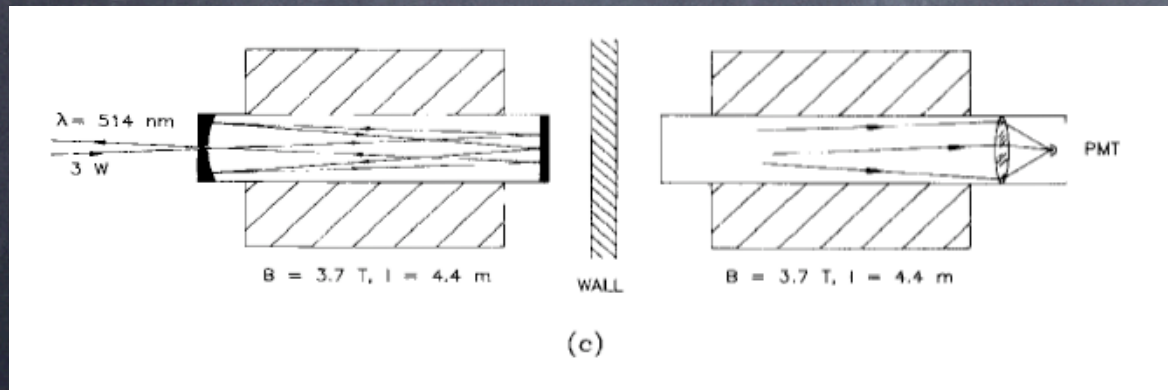 λ= 514 nm
3 W
PMT
B = 3.7 T, l = 4.4 m
WALL
B = 3.7 T, l = 4.4 m
(c)